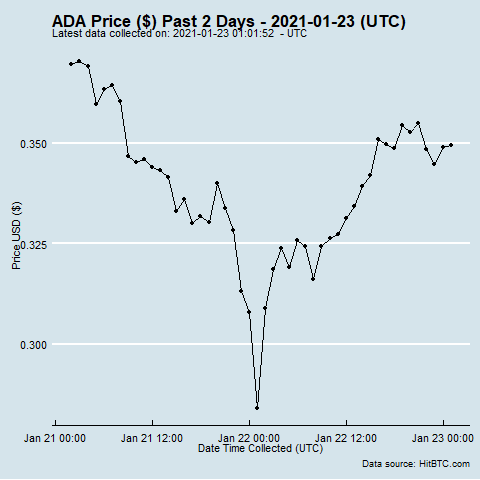 ADA Price ($) Past 2 Days - 2021-01-23 (UTC)
Latest data collected on: 2021-01-23 01:01:52  - UTC
0.350
0.325
0.300
Price USD ($)
Jan 21 00:00
Jan 21 12:00
Jan 22 00:00
Jan 22 12:00
Jan 23 00:00
Date Time Collected (UTC)
Data source: HitBTC.com